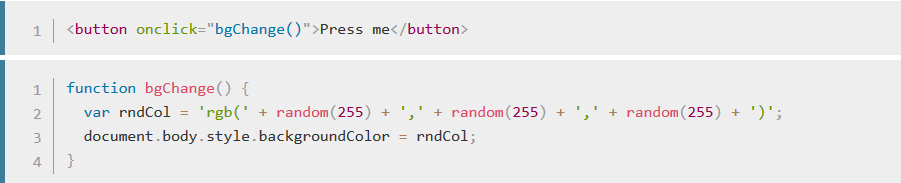 1 <button onclick="bgChange()">Press me</button>
1 function bgChange() {
2   var rndCol = 'rgb(' + random(255) + ',' + random(255) + ',' + random(255) + ')';
3   document.body.style.backgroundColor = rndCol;
4 }